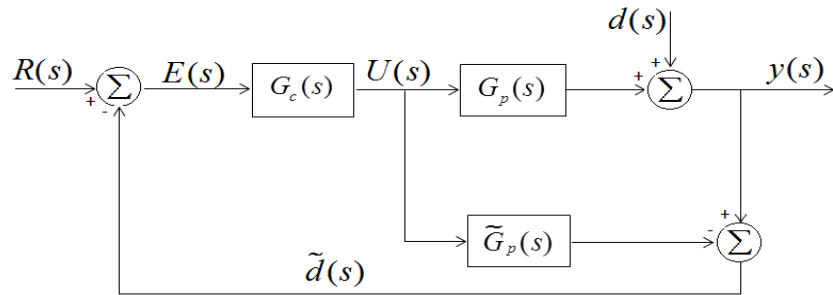 d(s)
R(s) Σ E(s) G_c(s) U(s) G_p(s) Σ y(s)
+ - + + 
G̃_p(s) - + Σ
d̃(s)